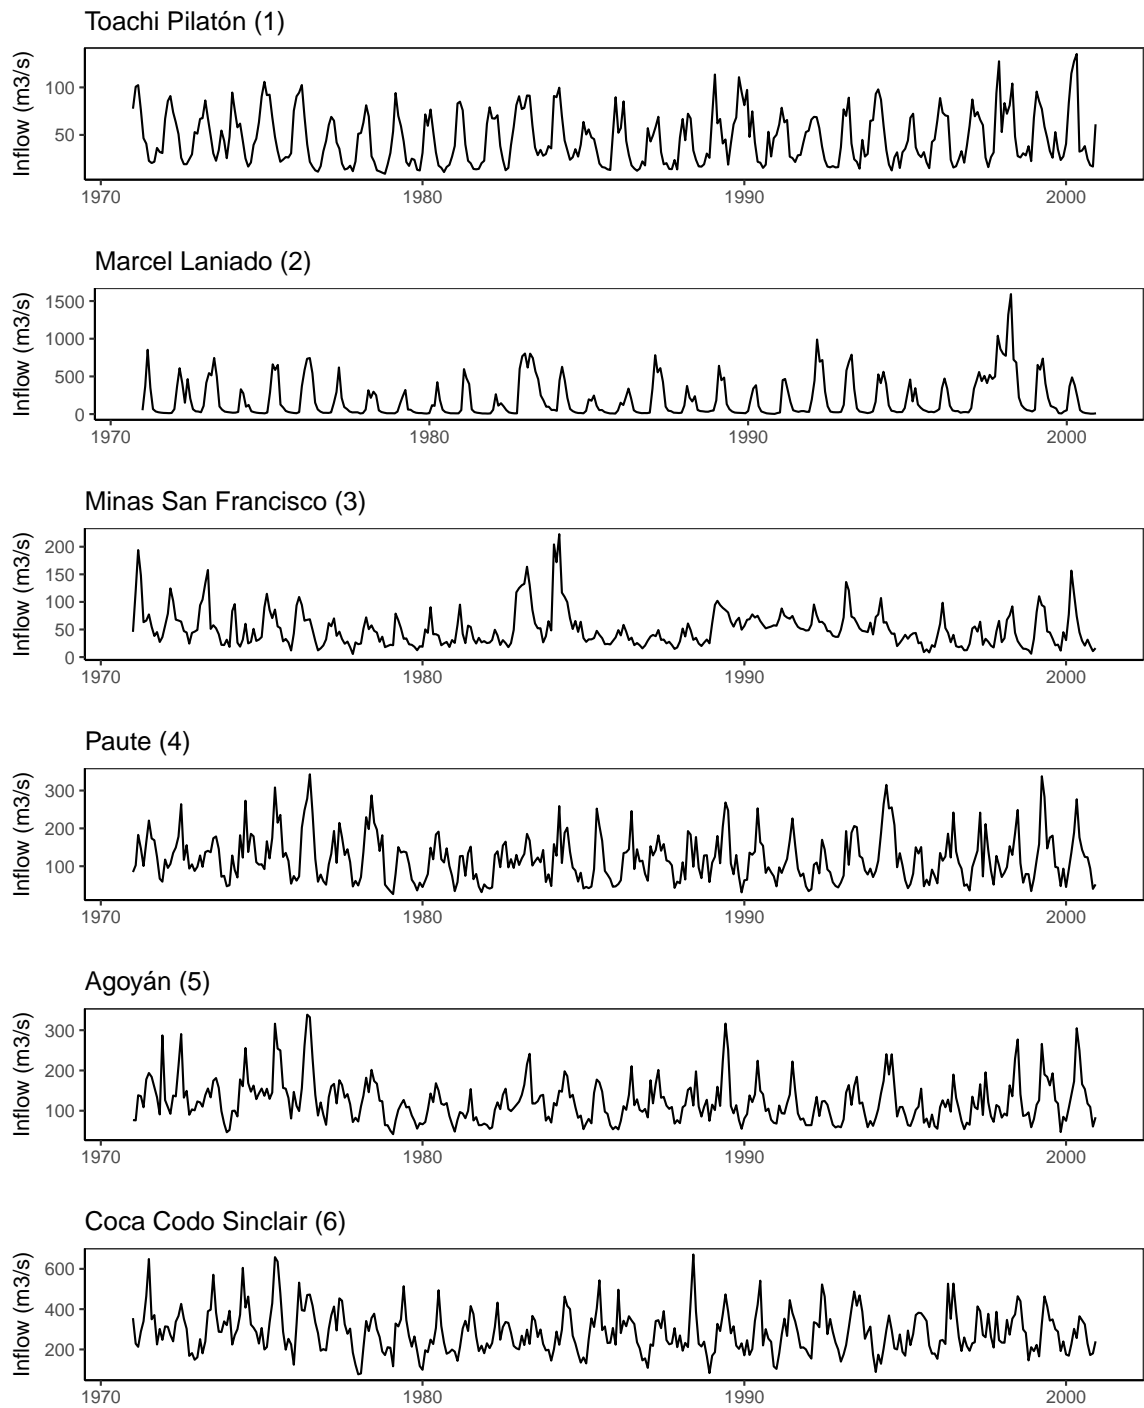 Toachi Pilatón (1)
Inflow (m3/s)
100
50
1970 1980 1990 2000
Marcel Laniado (2)
Inflow (m3/s)
1500
1000
500
0
1970 1980 1990 2000
Minas San Francisco (3)
Inflow (m3/s)
200
150
100
50
0
1970 1980 1990 2000
Paute (4)
Inflow (m3/s)
300
200
100
1970 1980 1990 2000
Agoyán (5)
Inflow (m3/s)
300
200
100
1970 1980 1990 2000
Coca Codo Sinclair (6)
Inflow (m3/s)
600
400
200
1970 1980 1990 2000